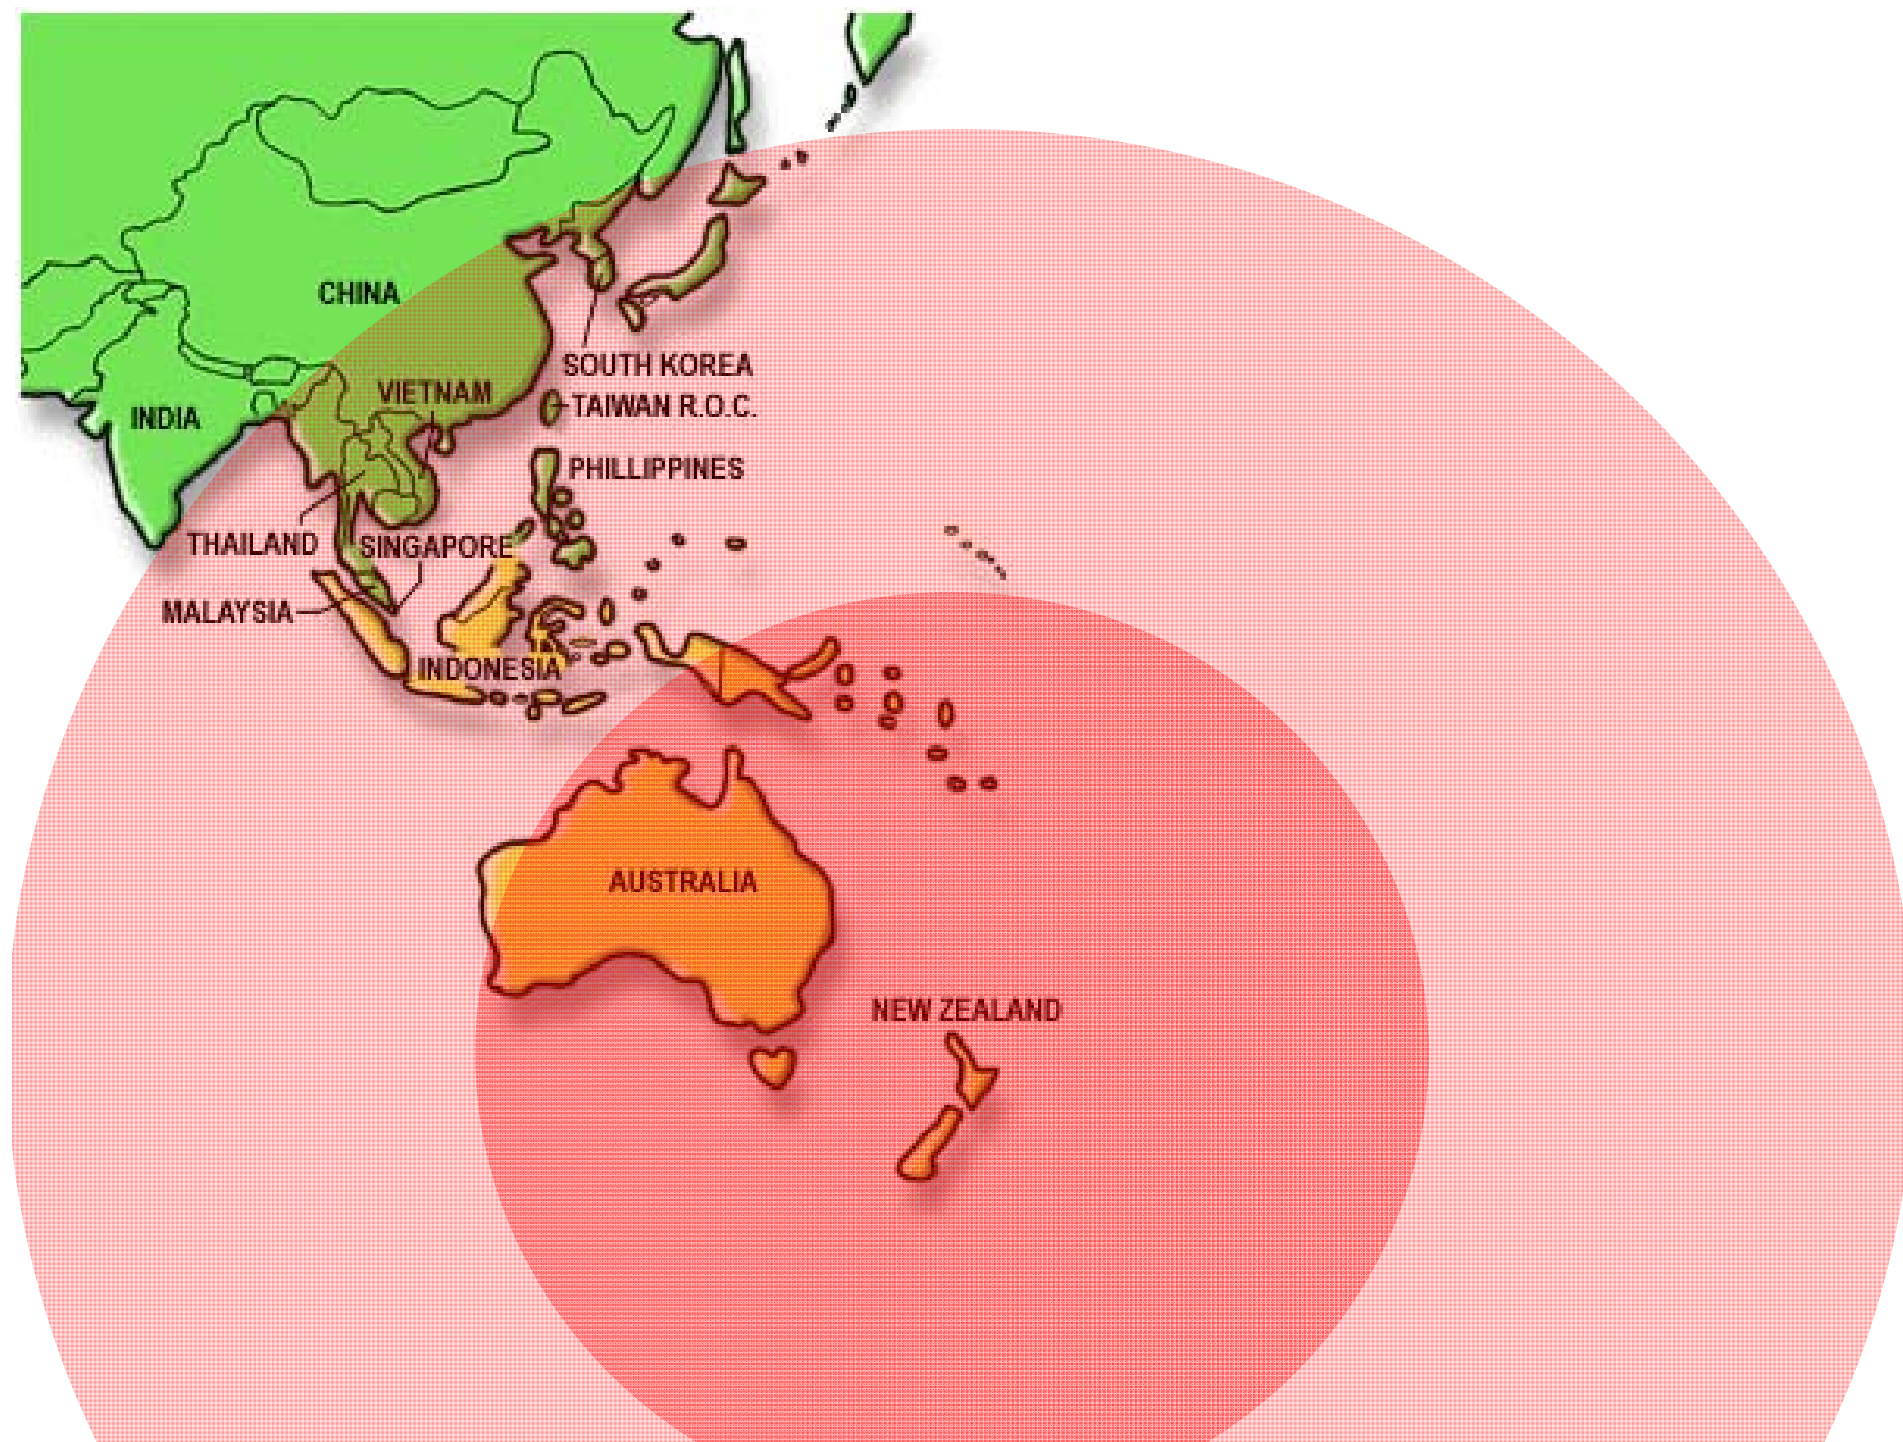 CHINA
SOUTH KOREA
VIETNAM
TAIWAN R.O.C.
INDIA
PHILLIPPINES
THAILAND
SINGAPORE
MALAYSIA
INDONESIA
AUSTRALIA
NEW ZEALAND